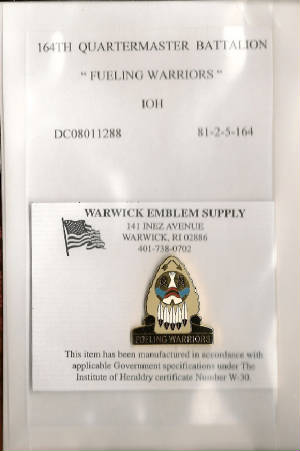 164TH QUARTERMASTER BATTALION
" FUELING WARRIORS "
IOH
DC08011288 81-2-5-164
WARWICK EMBLEM SUPPLY
141 INEZ AVENUE
WARWICK, RI 02886
401-738-0702
FUELING WARRIORS
This item has been manufactured in accordance with
applicable Government specifications under The
Institute of Heraldry certificate Number W-30.